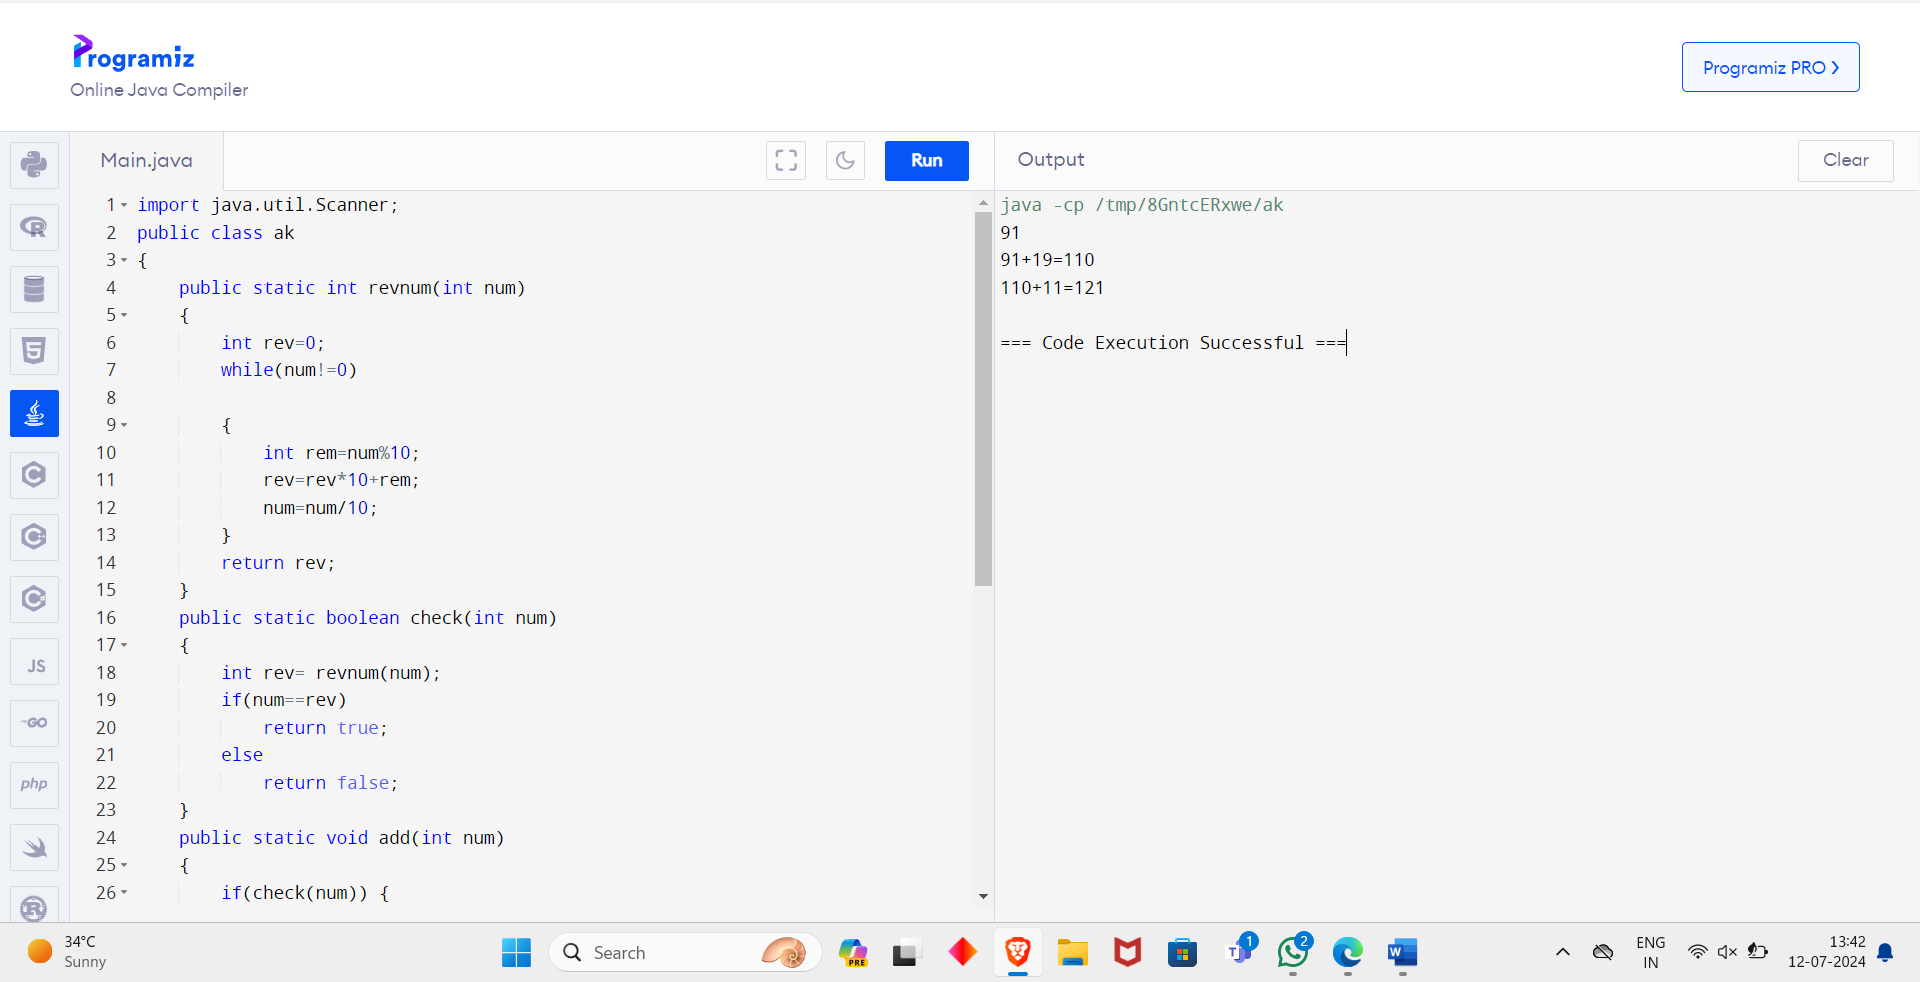 Programiz
Online Java Compiler
Programiz PRO ❯
Main.java
Run
Output
Clear
1 import java.util.Scanner;
2 public class ak
3 {
4 public static int revnum(int num)
5 {
6 int rev=0;
7 while(num!=0)
8
9 {
10 int rem=num%10;
11 rev=rev*10+rem;
12 num=num/10;
13 }
14 return rev;
15 }
16 public static boolean check(int num)
17 {
18 int rev= revnum(num);
19 if(num==rev)
20 return true;
21 else
22 return false;
23 }
24 public static void add(int num)
25 {
26 if(check(num)) {
java -cp /tmp/8GntcERxwe/ak
91
91+19=110
110+11=121
=== Code Execution Successful ===
R
5
C
C
C
JS
GO
php
R
34°C
Sunny
Search
PRE
T
1
2
W
ENG
IN
13:42
12-07-2024